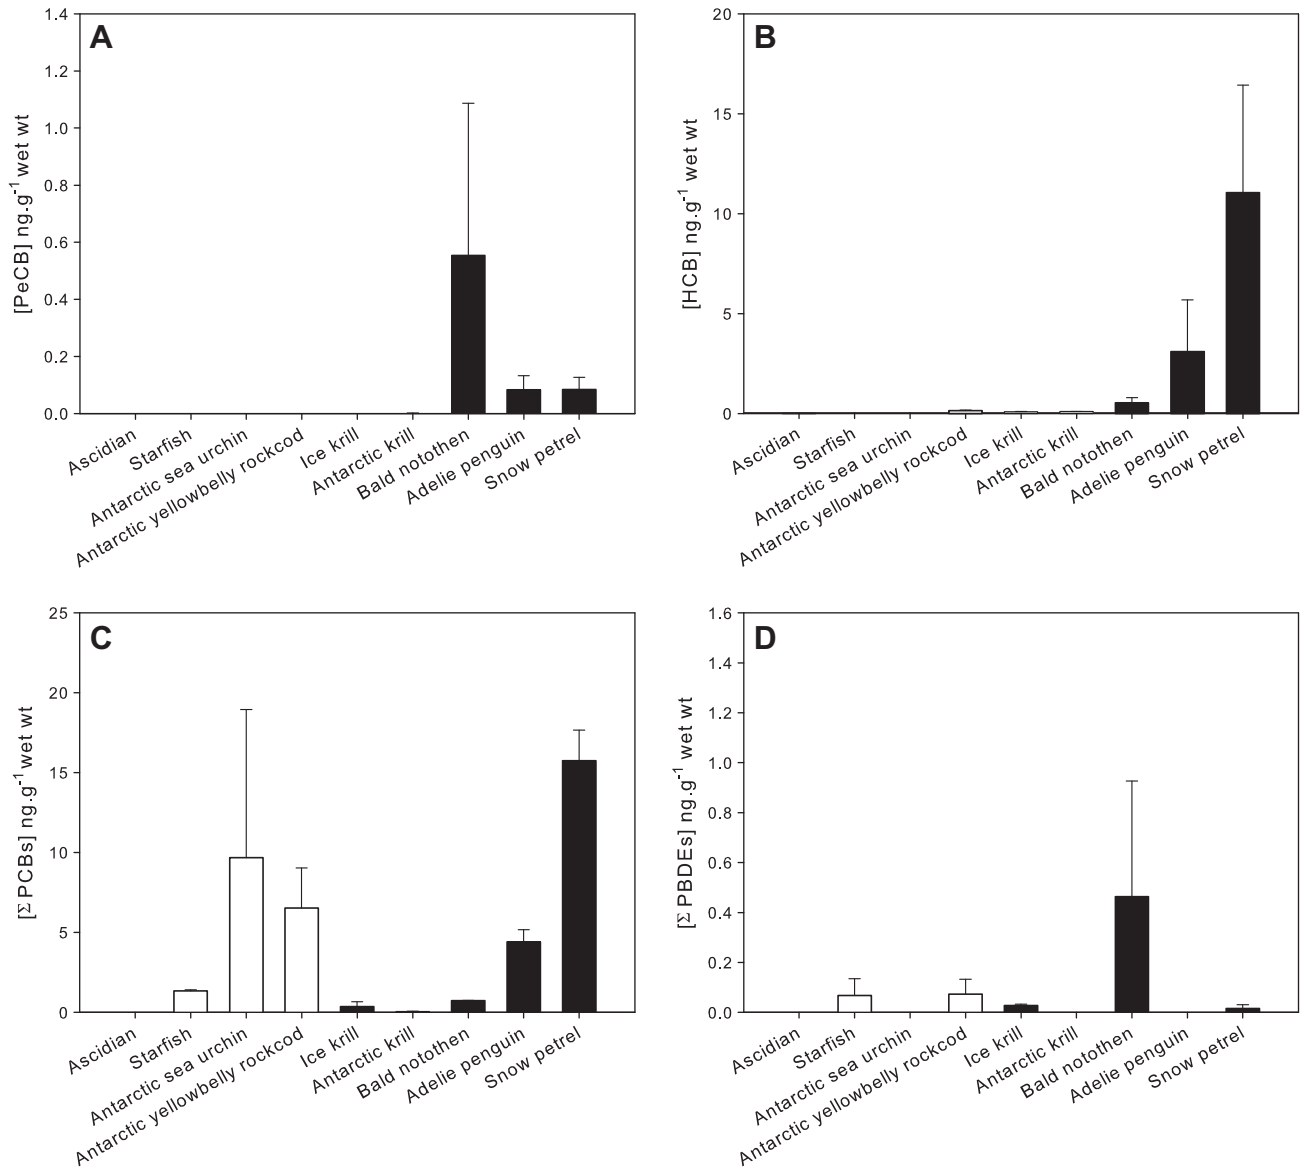 A
[PeCB] ng.g-1 wet wt
1.4
1.2
1.0
0.8
0.6
0.4
0.2
0.0
Ascidian
Starfish
Antarctic sea urchin
Antarctic yellowbelly rockcod
Ice krill
Antarctic krill
Bald notothen
Adelie penguin
Snow petrel
B
[HCB] ng.g-1 wet wt
20
15
10
5
0
Ascidian
Starfish
Antarctic sea urchin
Antarctic yellowbelly rockcod
Ice krill
Antarctic krill
Bald notothen
Adelie penguin
Snow petrel
C
[Σ PCBs] ng.g-1 wet wt
25
20
15
10
5
0
Ascidian
Starfish
Antarctic sea urchin
Antarctic yellowbelly rockcod
Ice krill
Antarctic krill
Bald notothen
Adelie penguin
Snow petrel
D
[Σ PBDEs] ng.g-1 wet wt
1.6
1.4
1.2
1.0
0.8
0.6
0.4
0.2
0.0
Ascidian
Starfish
Antarctic sea urchin
Antarctic yellowbelly rockcod
Ice krill
Antarctic krill
Bald notothen
Adelie penguin
Snow petrel